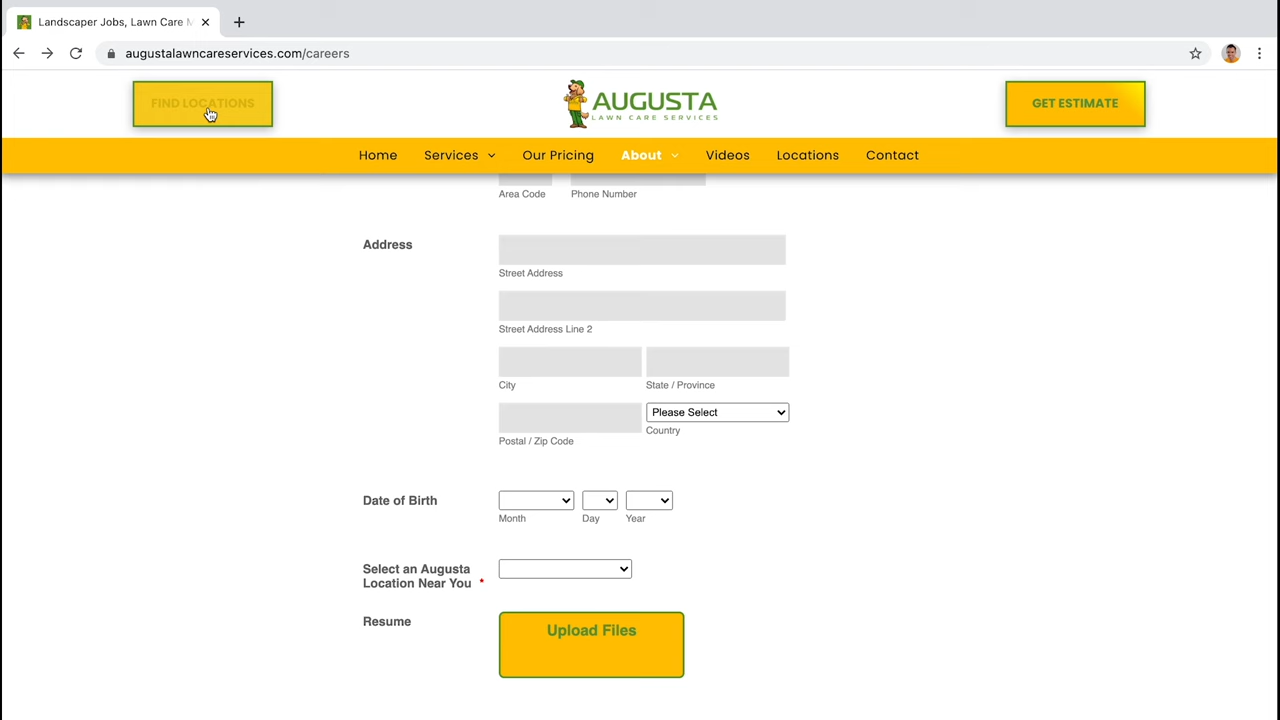 Landscaper Jobs, Lawn Care M
augustalawncareservices.com/careers
FIND LOCATIONS
AUGUSTA
LAWN CARE SERVICES
GET ESTIMATE
Home Services Our Pricing About Videos Locations Contact
Area Code Phone Number
Address
Street Address
Street Address Line 2
City State / Province
Please Select
Postal / Zip Code Country
Date of Birth
Month Day Year
Select an Augusta
Location Near You *
Resume
Upload Files